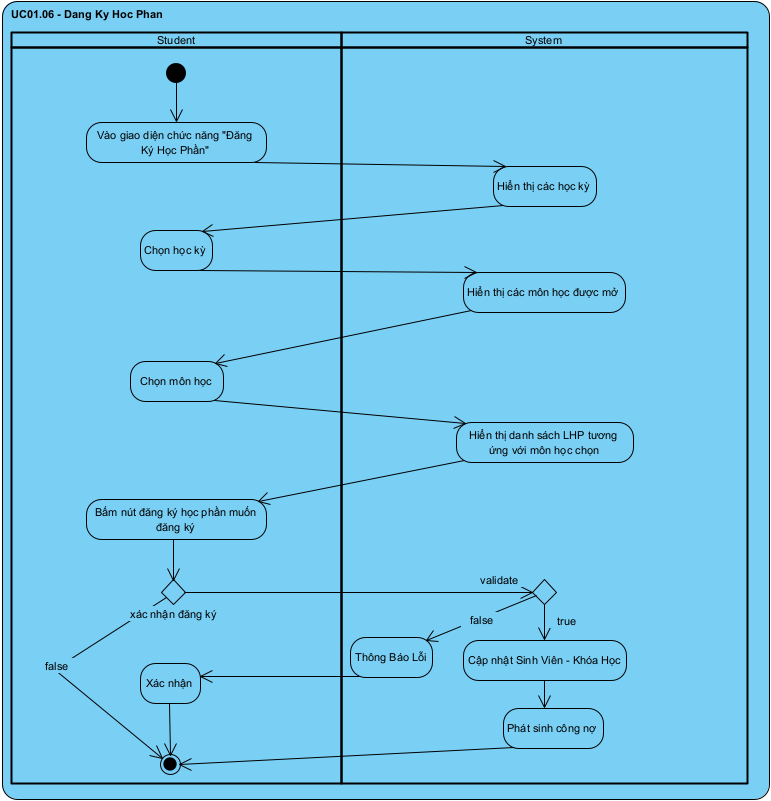 UC01.06 - Dang Ky Hoc Phan
Student
System
Vào giao diện chức năng "Đăng
Ký Học Phần"
Hiển thị các học kỳ
Chọn học kỳ
Hiển thị các môn học được mở
Chọn môn học
Hiển thị danh sách LHP tương
ứng với môn học chọn
Bấm nút đăng ký học phần muốn
đăng ký
validate
xác nhận đăng ký
false
true
false
Thông Báo Lỗi
Cập nhật Sinh Viên - Khóa Học
Xác nhận
Phát sinh công nợ